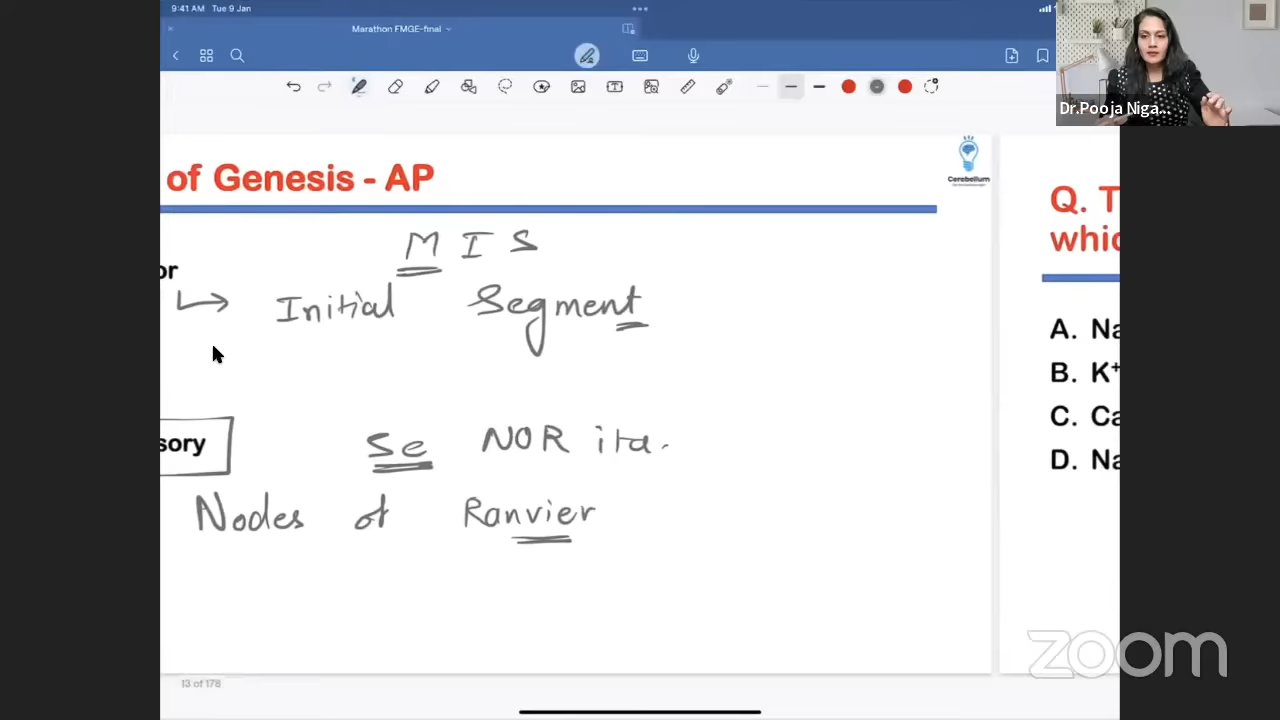 9:41 AM Tue 9 Jan
Marathon FMGE-final
Dr.Pooja Niga...
of Genesis - AP
Cerebellum
M I S
or
Initial Segment
sory
Se NOR ita.
Nodes of Ranvier
13 of 178
Q. T
whic
A. Na
B. K+
C. Ca
D. Na
zoom